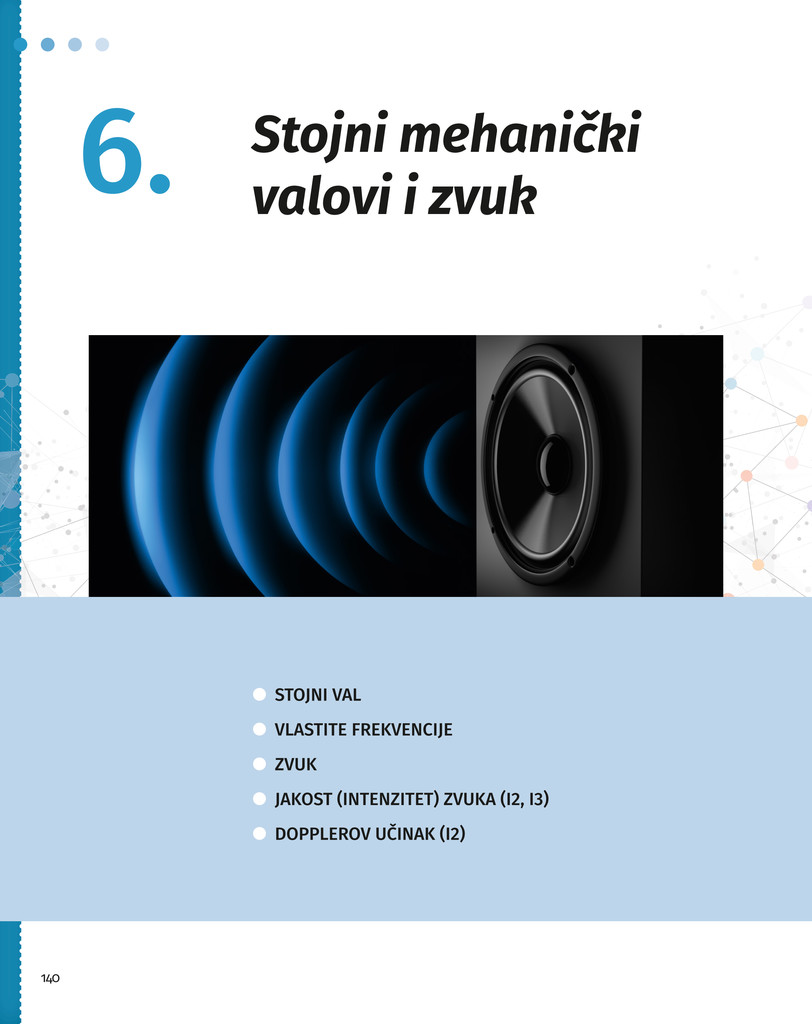 6.
Stojni mehanički
valovi i zvuk
STOJNI VAL
VLASTITE FREKVENCIJE
ZVUK
JAKOST (INTENZITET) ZVUKA (I2, I3)
DOPPLEROV UČINAK (I2)
140